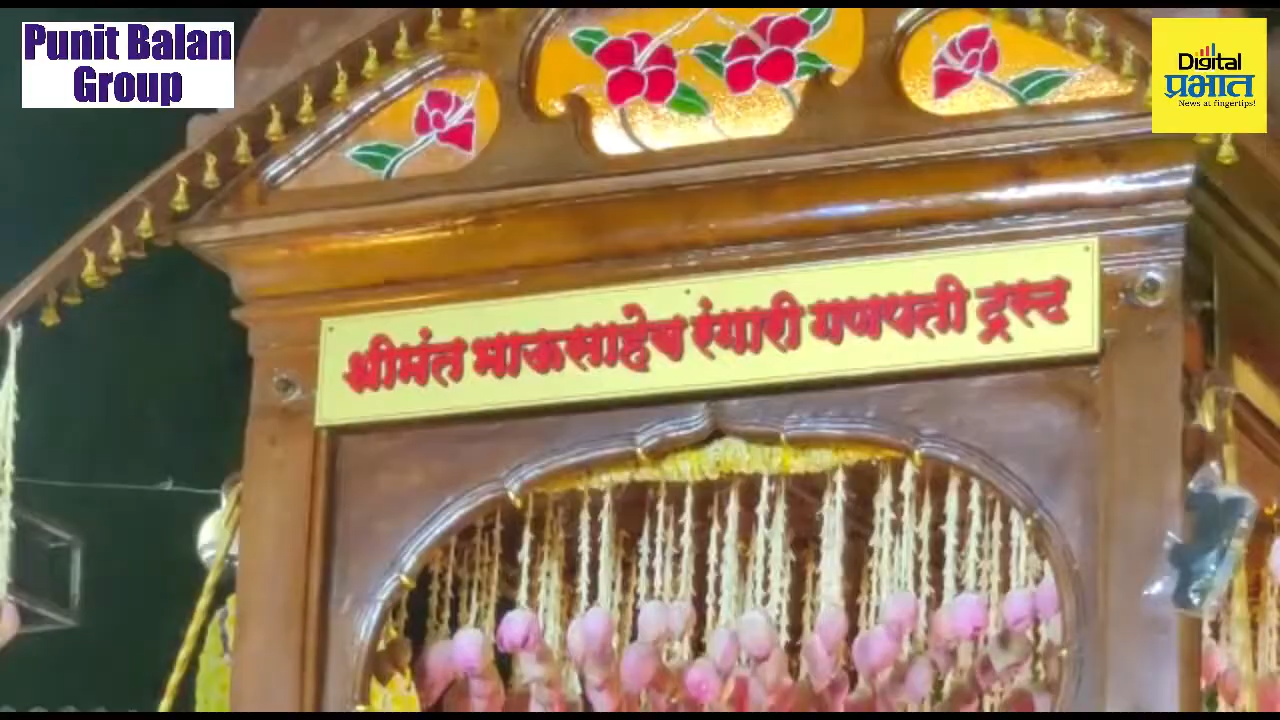 Punit Balan
Group
Digital
प्रभात
News at fingertips!
श्रीमंत भाऊसाहेब रंगारी गणपती ट्रस्ट